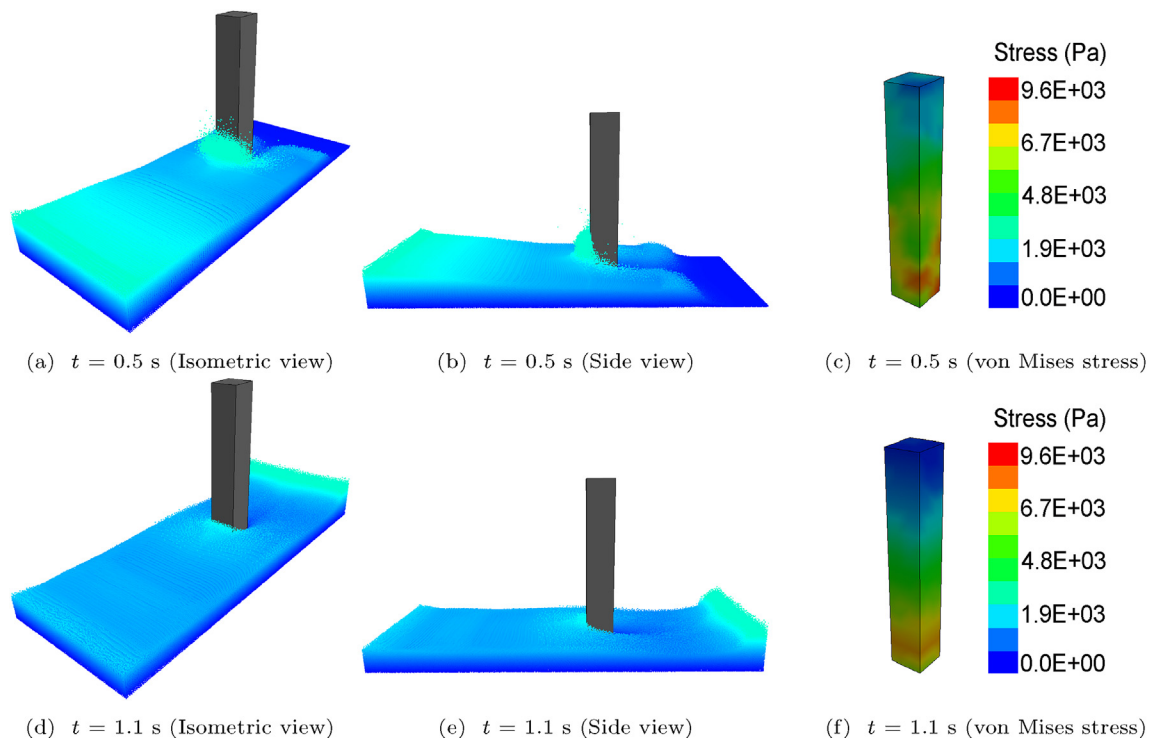 Stress (Pa)
9.6E+03
6.7E+03
4.8E+03
1.9E+03
0.0E+00
(a) t = 0.5 s (Isometric view)
(b) t = 0.5 s (Side view)
(c) t = 0.5 s (von Mises stress)
Stress (Pa)
9.6E+03
6.7E+03
4.8E+03
1.9E+03
0.0E+00
(d) t = 1.1 s (Isometric view)
(e) t = 1.1 s (Side view)
(f) t = 1.1 s (von Mises stress)